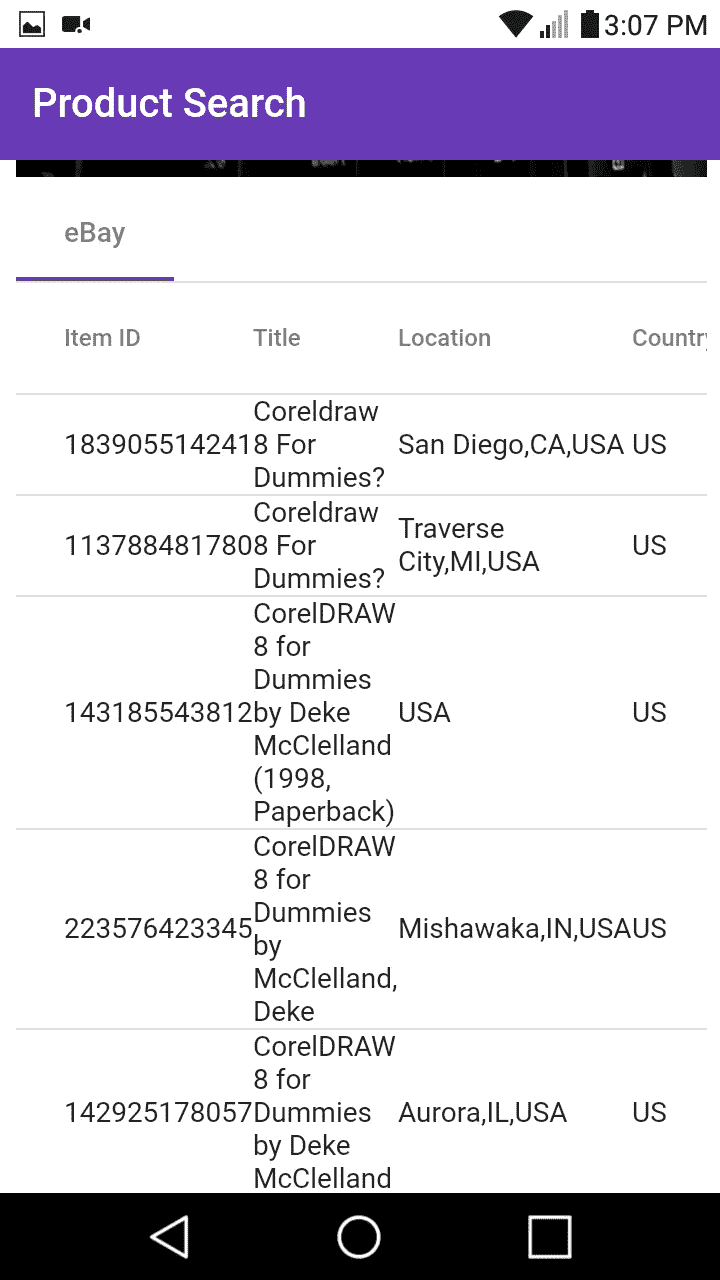 3:07 PM
Product Search
eBay
Item ID Title Location Country
Coreldraw
183905514241 8 For San Diego,CA,USA US
Dummies?
Coreldraw
113788481780 8 For Traverse City,MI,USA US
Dummies?
CorelDRAW
8 for
Dummies
143185543812 by Deke USA US
McClelland
(1998,
Paperback)
CorelDRAW
8 for
Dummies
223576423345 by Mishawaka,IN,USA US
McClelland,
Deke
CorelDRAW
8 for
142925178057 Dummies Aurora,IL,USA US
by Deke
McClelland